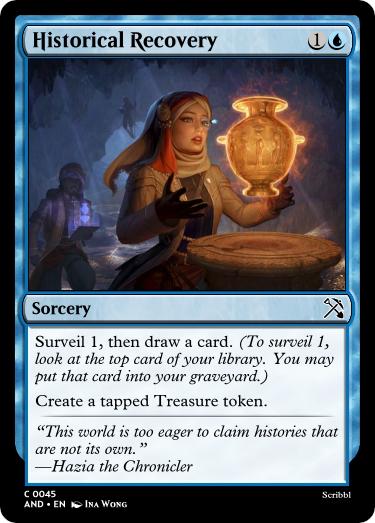 Historical Recovery 1
Sorcery
Surveil 1, then draw a card. (To surveil 1,
look at the top card of your library. You may
put that card into your graveyard.)
Create a tapped Treasure token.
"This world is too eager to claim histories that
are not its own."
—Hazia the Chronicler
C 0045
Scribbl
AND • EN Ina Wong